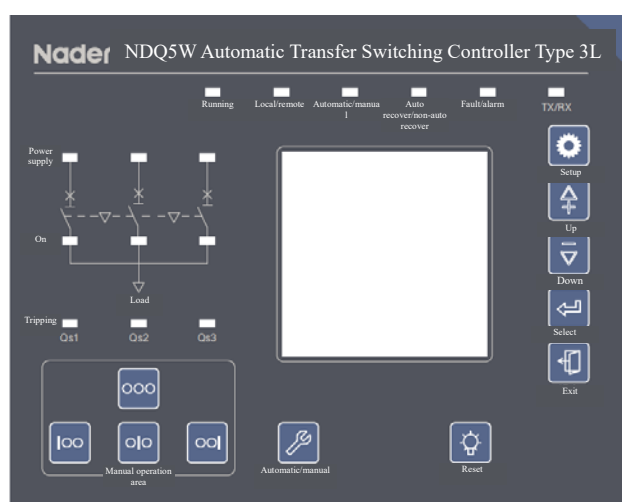 Nader NDQ5W Automatic Transfer Switching Controller Type 3L
Running
Local/remote
Automatic/manua
l
Auto
recover/non-auto
recover
Fault/alarm
TX/RX
Power
supply
On
Load
Tripping
Qs1
Qs2
Qs3
Setup
Up
Down
Select
Exit
Manual operation
area
Automatic/manual
Reset